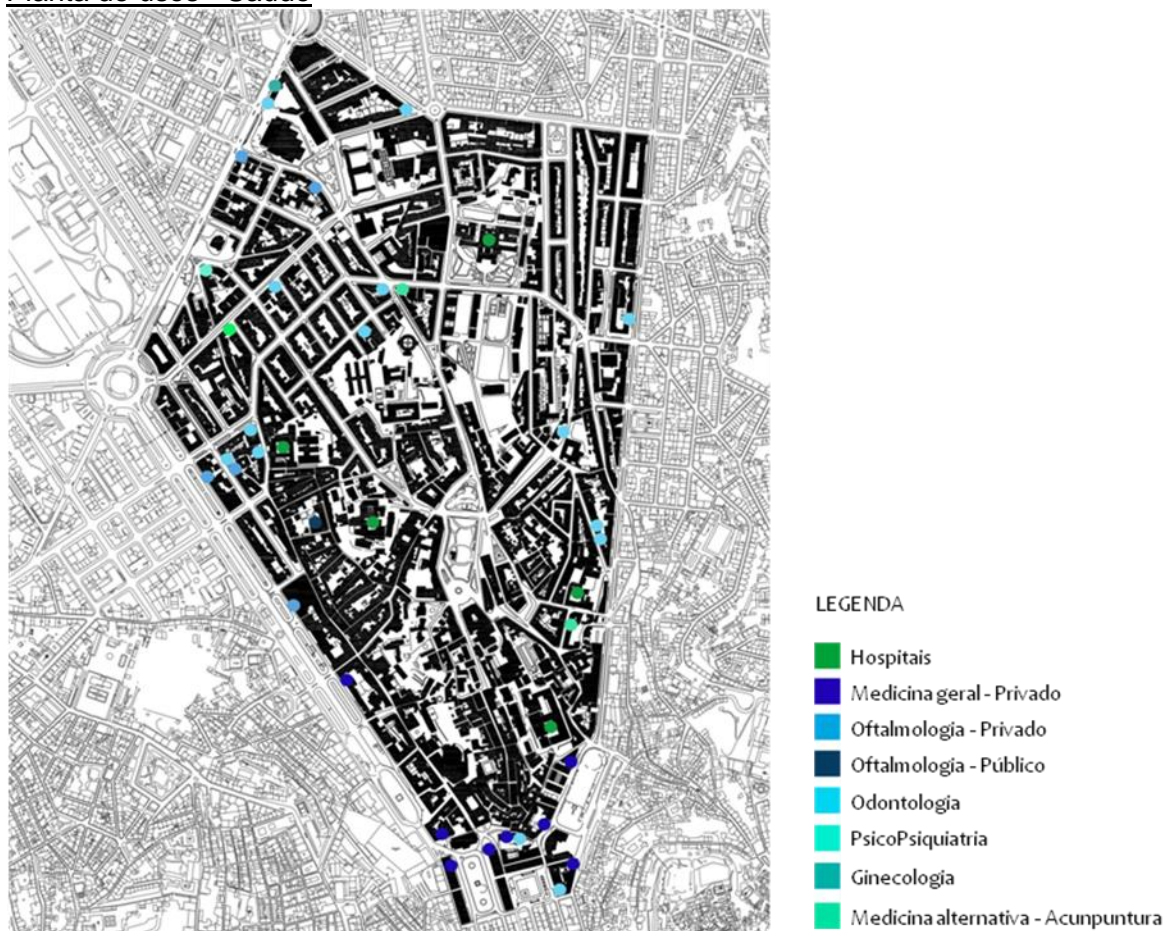 LEGENDA
Hospitais
Medicina geral - Privado
Oftalmologia - Privado
Oftalmologia - Público
Odontologia
PsicoPsiquiatria
Ginecologia
Medicina alternativa - Acunpuntura